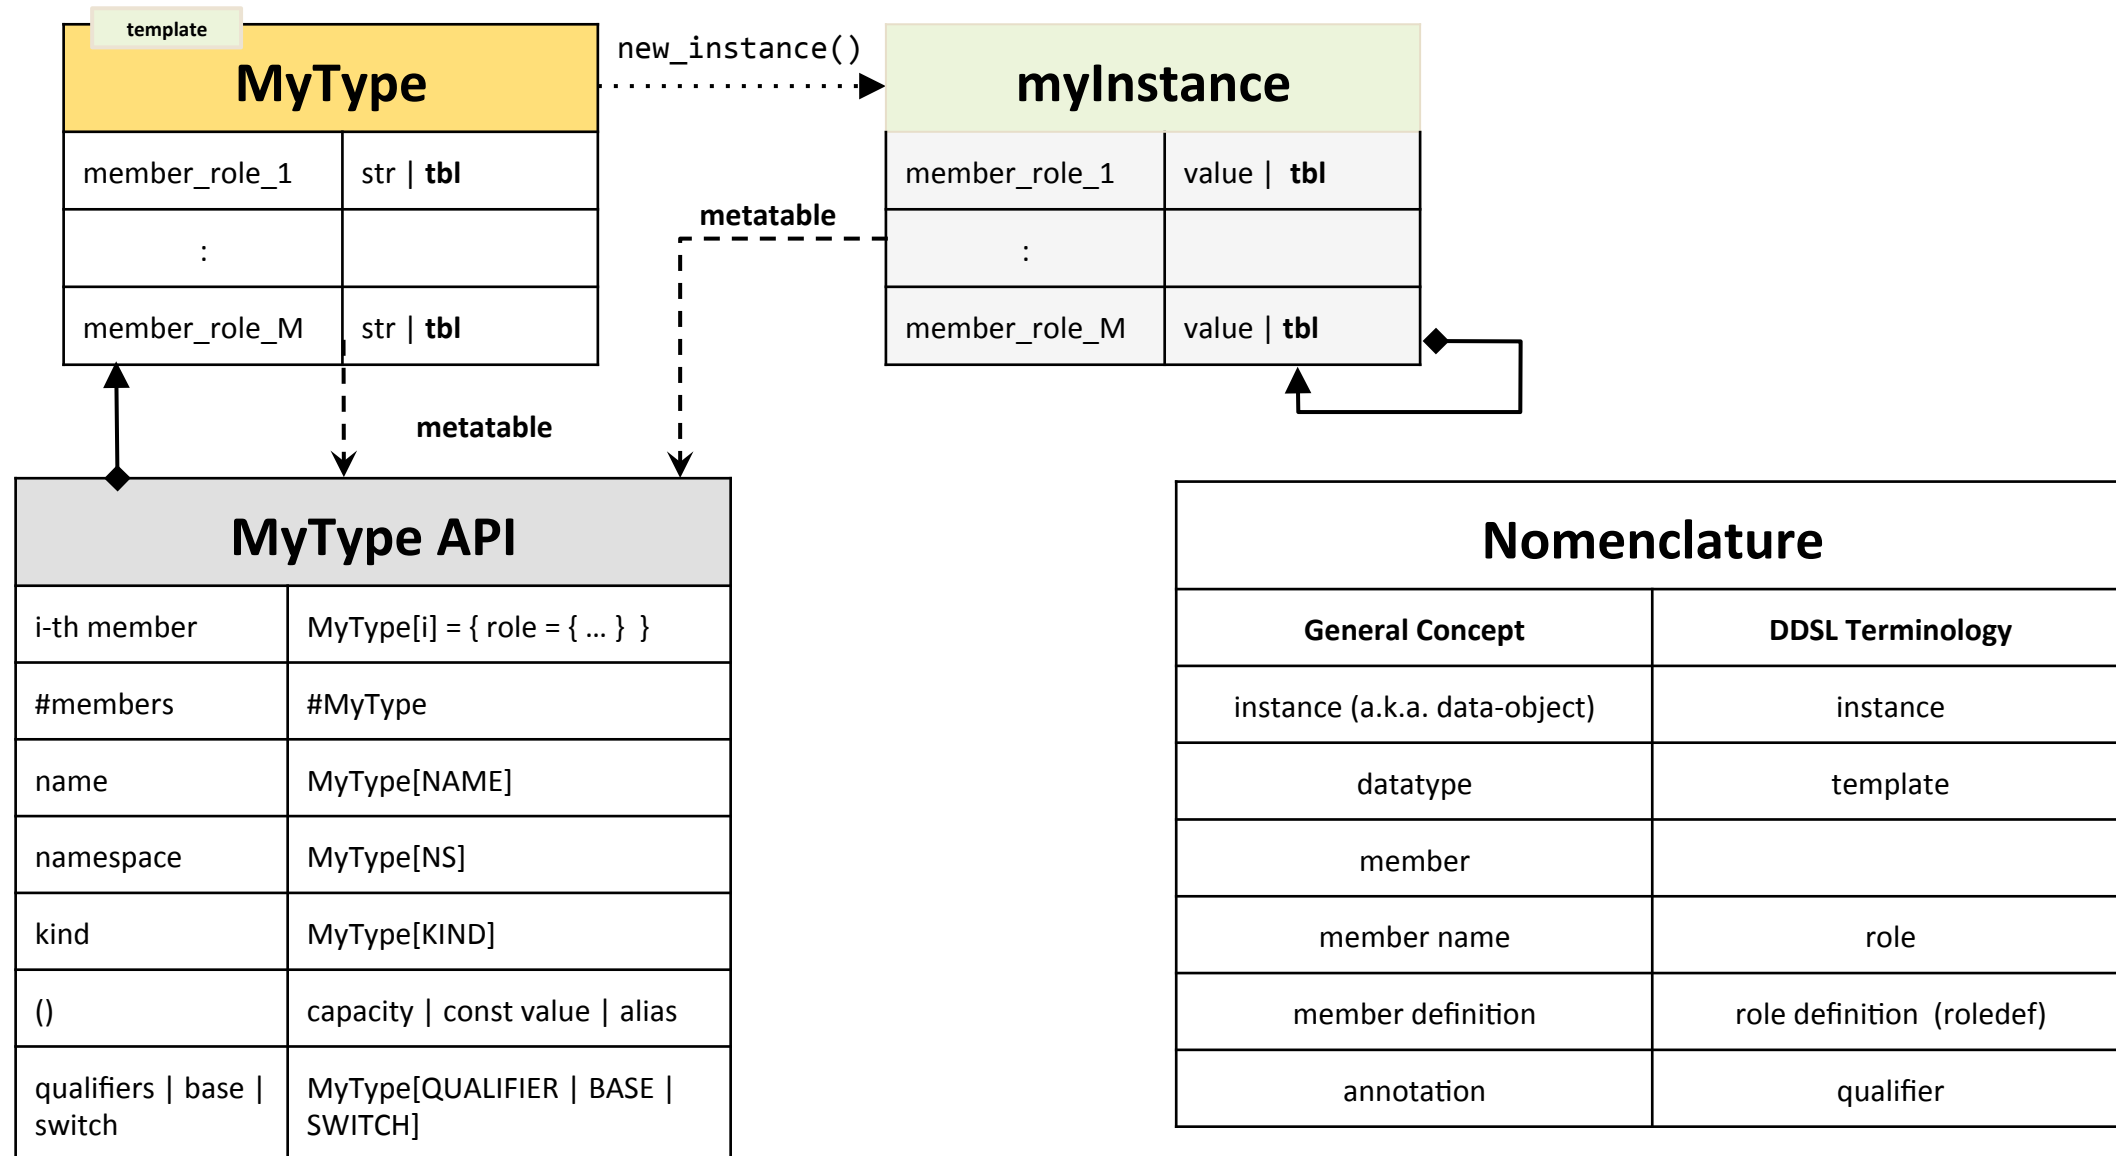 template
MyType
new_instance()
myInstance
member_role_1 str | tbl
:
member_role_M str | tbl
member_role_1 value | tbl
:
member_role_M value | tbl
metatable
metatable
MyType API
i-th member MyType[i] = { role = { … } }
#members #MyType
name MyType[NAME]
namespace MyType[NS]
kind MyType[KIND]
() capacity | const value | alias
qualifiers | base | MyType[QUALIFIER | BASE |
switch SWITCH]
Nomenclature
General Concept DDSL Terminology
instance (a.k.a. data-object) instance
datatype template
member
member name role
member definition role definition (roledef)
annotation qualifier